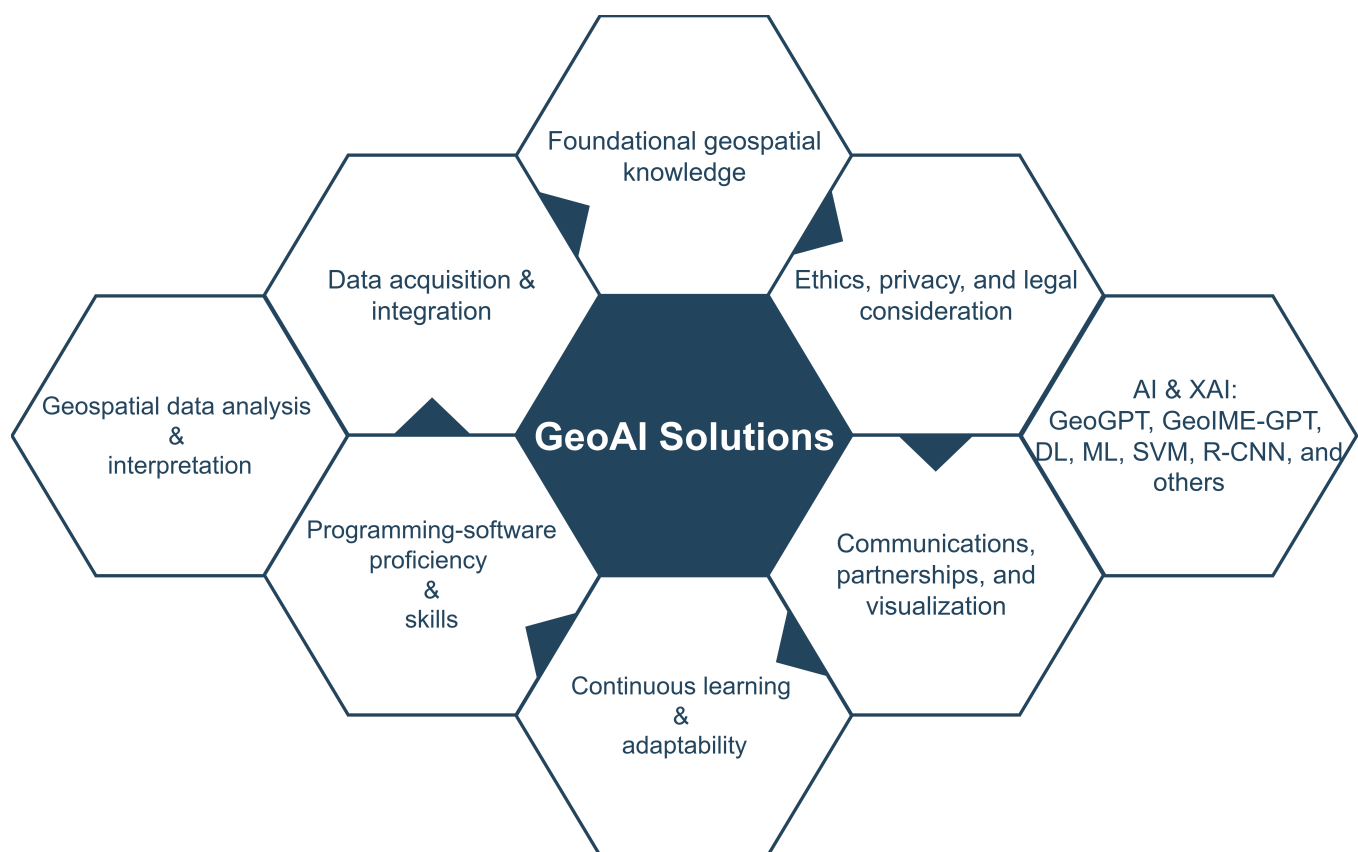 Foundational geospatial
knowledge
Data acquisition &
integration
Ethics, privacy, and legal
consideration
Geospatial data analysis
&
interpretation
GeoAI Solutions
AI & XAI:
GeoGPT, GeoIME-GPT,
DL, ML, SVM, R-CNN, and
others
Programming-software
proficiency
&
skills
Communications,
partnerships, and
visualization
Continuous learning
&
adaptability